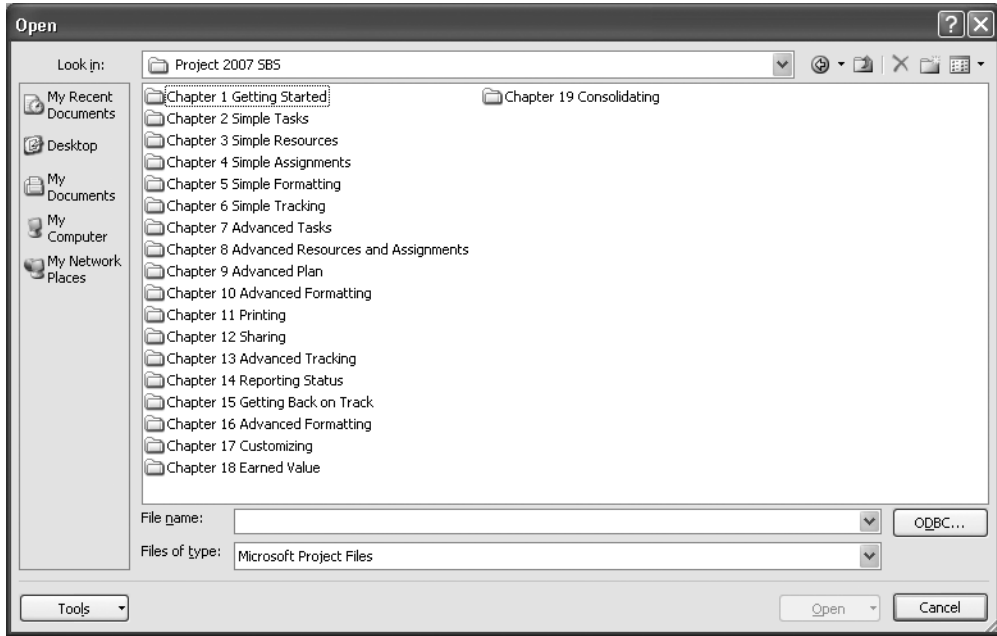 Open
Look in:
Project 2007 SBS
My Recent
Documents
Desktop
My
Documents
My
Computer
My Network
Places
Chapter 1 Getting Started
Chapter 2 Simple Tasks
Chapter 3 Simple Resources
Chapter 4 Simple Assignments
Chapter 5 Simple Formatting
Chapter 6 Simple Tracking
Chapter 7 Advanced Tasks
Chapter 8 Advanced Resources and Assignments
Chapter 9 Advanced Plan
Chapter 10 Advanced Formatting
Chapter 11 Printing
Chapter 12 Sharing
Chapter 13 Advanced Tracking
Chapter 14 Reporting Status
Chapter 15 Getting Back on Track
Chapter 16 Advanced Formatting
Chapter 17 Customizing
Chapter 18 Earned Value
Chapter 19 Consolidating
File name:
ODBC...
Files of type:
Microsoft Project Files
Tools
Open
Cancel